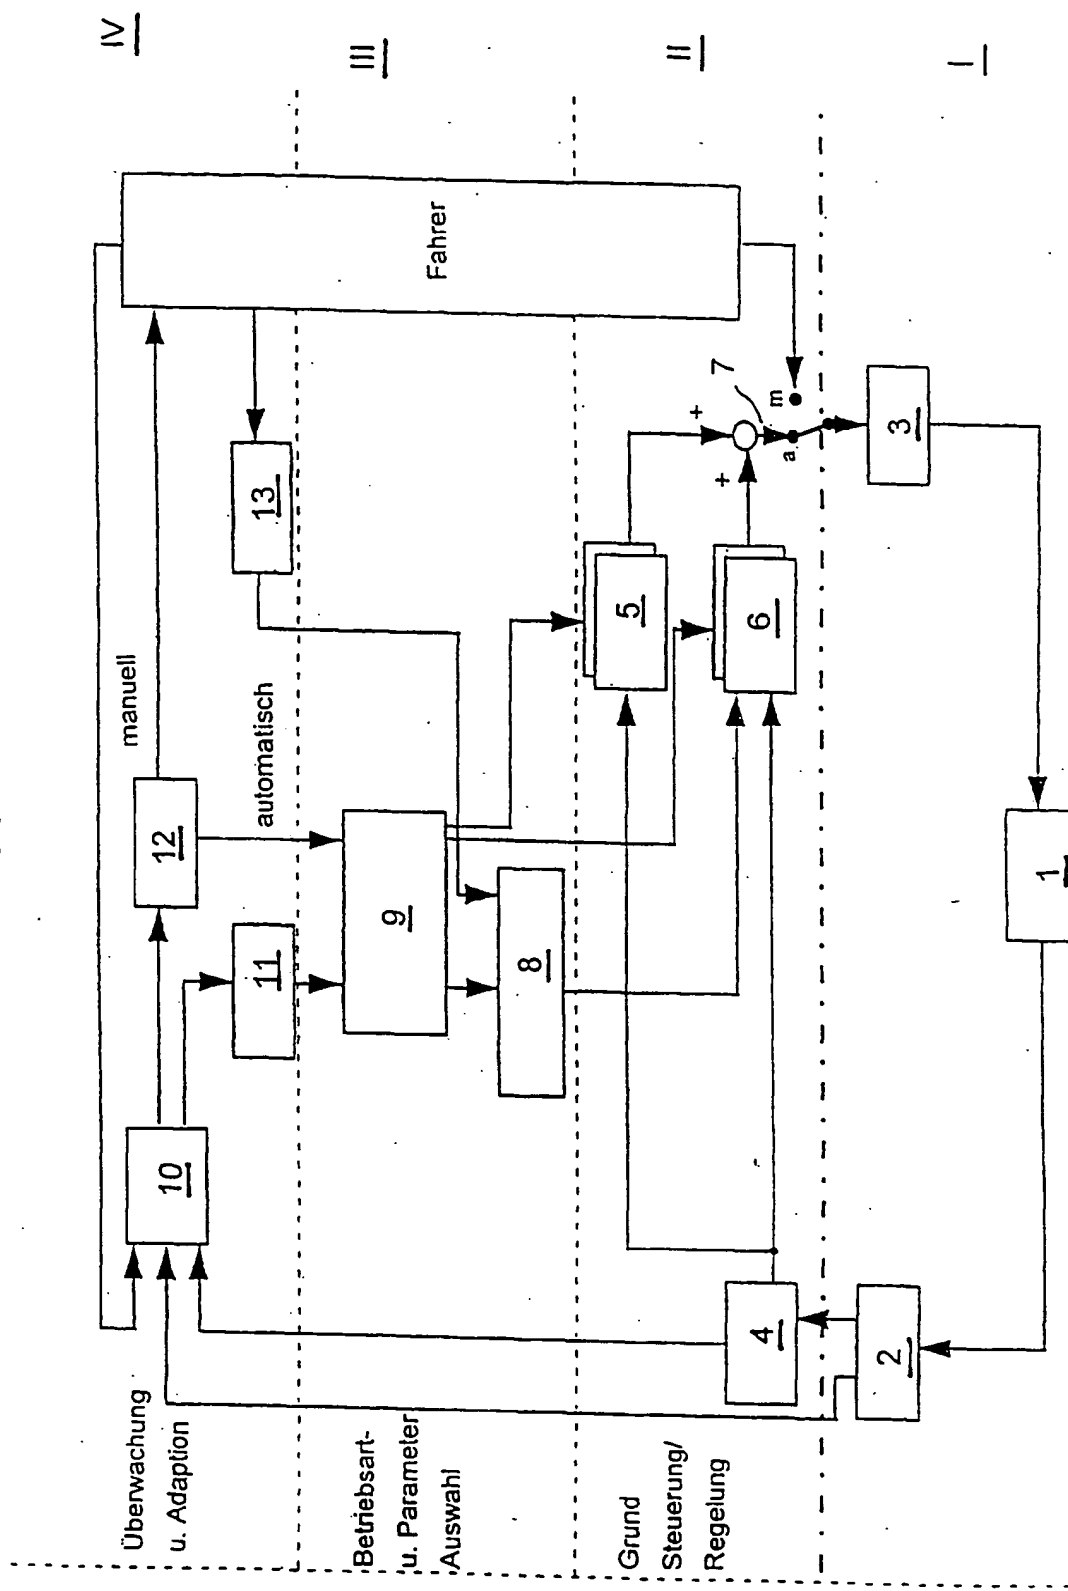 IV
III
II
I
Fahrer
7
m
a
+
+
3
13
5
6
manuell
automatisch
12
9
8
11
1
10
4
2
Überwachung
u. Adaption
Betriebsart-
u. Parameter
Auswahl
Grund
Steuerung/
Regelung